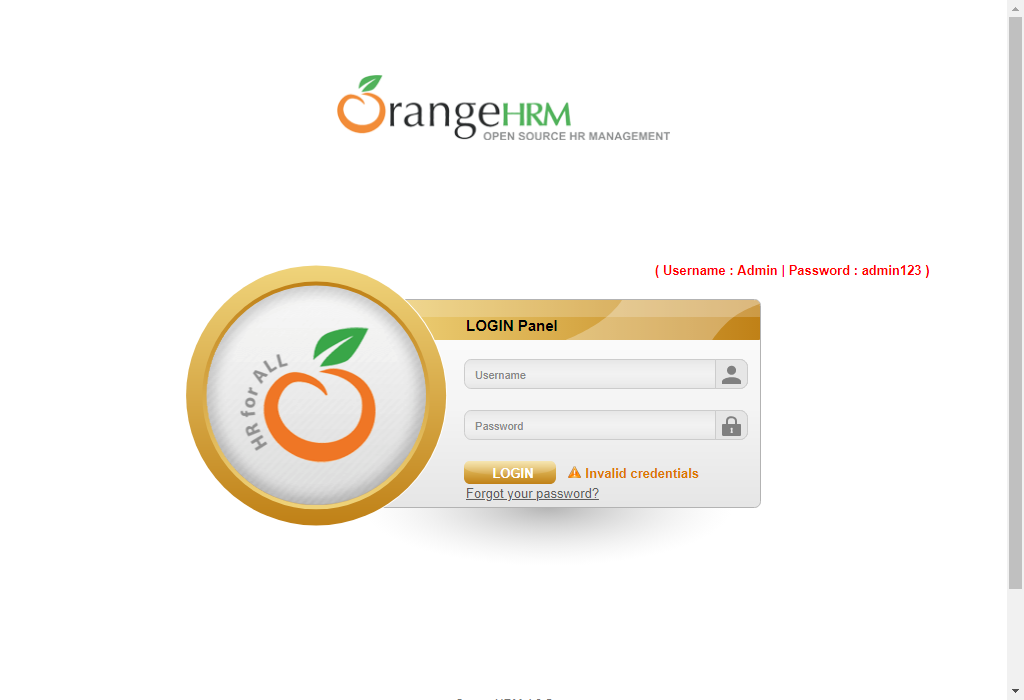 OrangeHRM
OPEN SOURCE HR MANAGEMENT
( Username : Admin | Password : admin123 )
LOGIN Panel
HR for ALL
Username
Password
LOGIN
Invalid credentials
Forgot your password?